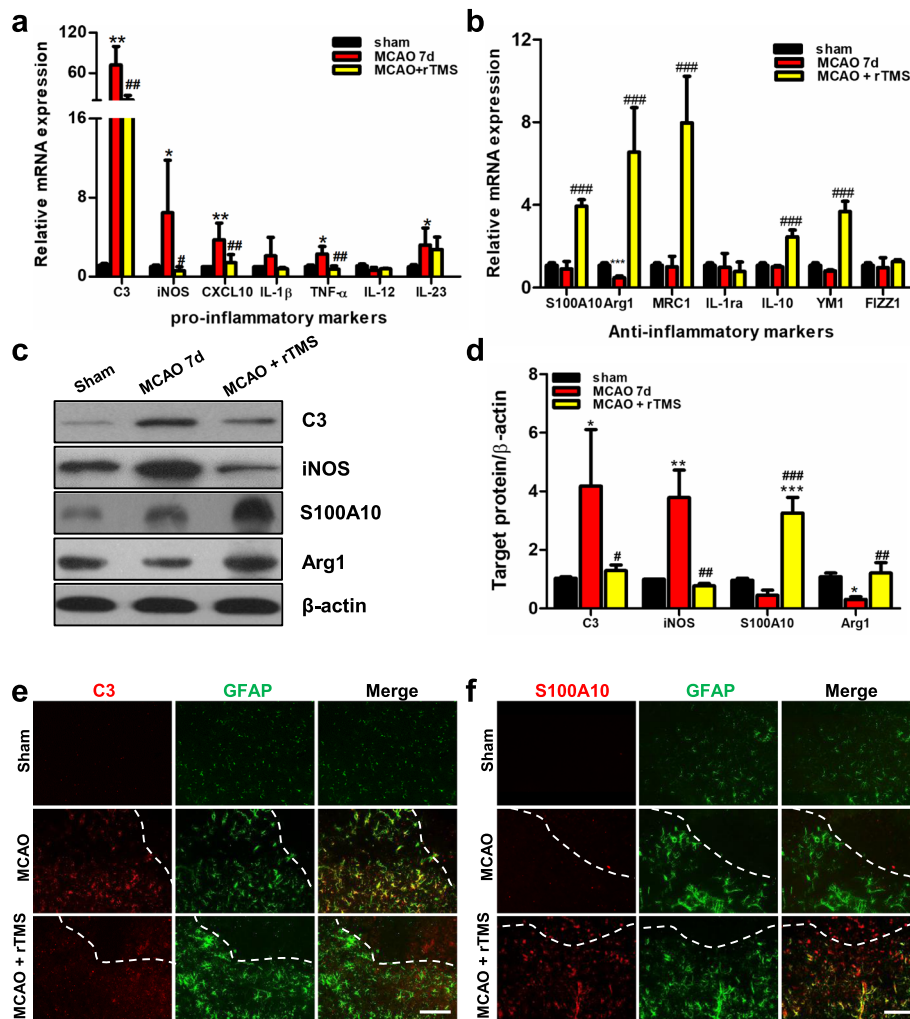 a
Relative mRNA expression
120
60
16
12
8
4
0
sham
MCAO 7d
MCAO+rTMS
**
##
*
#
**
##
*
##
*
C3 iNOS CXCL10 IL-1β TNF-α IL-12 IL-23
pro-inflammatory markers
b
Relative mRNA expression
12
8
4
0
sham
MCAO 7d
MCAO + rTMS
###
***
###
###
###
###
S100A10 Arg1 MRC1 IL-1ra IL-10 YM1 FIZZ1
Anti-inflammatory markers
c
Sham MCAO 7d MCAO + rTMS
C3
iNOS
S100A10
Arg1
β-actin
d
Target protein/β-actin
8
6
4
2
0
sham
MCAO 7d
MCAO + rTMS
*
#
**
##
###
***
*
##
C3 iNOS S100A10 Arg1
e
C3 GFAP Merge
Sham
MCAO
MCAO + rTMS
f
S100A10 GFAP Merge
Sham
MCAO
MCAO + rTMS